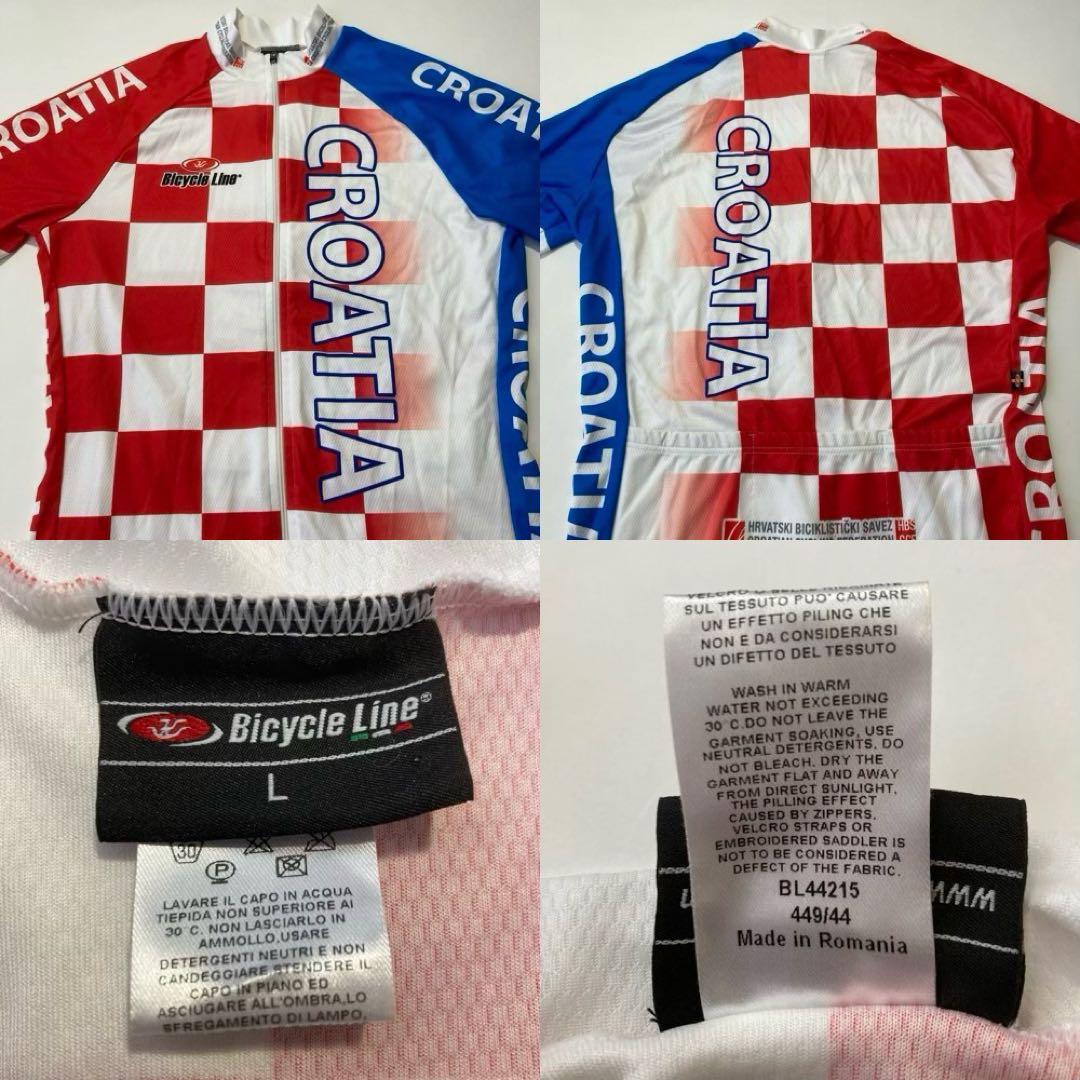 CROATIA
Bicycle Line
CROATIA
CROATIA
CROATIA
CROATIA
HRVATSKI BICIKLISTIČKI SAVEZ HBS
Bicycle Line®
L
30
P
LAVARE IL CAPO IN ACQUA
TIEPIDA NON SUPERIORE AI
30°C. NON LASCIARLO IN
AMMOLLO,USARE
DETERGENTI NEUTRI E NON
CANDEGGIARE STENDERE IL
CAPO IN PIANO ED
ASCIUGARE ALL'OMBRA,LO
SFREGAMENTO DI LAMPO,
SUL TESSUTO PUO' CAUSARE
UN EFFETTO PILING CHE
NON E DA CONSIDERARSI
UN DIFETTO DEL TESSUTO
WASH IN WARM
WATER NOT EXCEEDING
30°C.DO NOT LEAVE THE
GARMENT SOAKING, USE
NEUTRAL DETERGENTS. DO
NOT BLEACH. DRY THE
GARMENT FLAT AND AWAY
FROM DIRECT SUNLIGHT.
THE PILLING EFFECT
CAUSED BY ZIPPERS,
VELCRO STRAPS OR
EMBROIDERED SADDLER IS
NOT TO BE CONSIDERED A
DEFECT OF THE FABRIC.
BL44215
449/44
Made in Romania
www